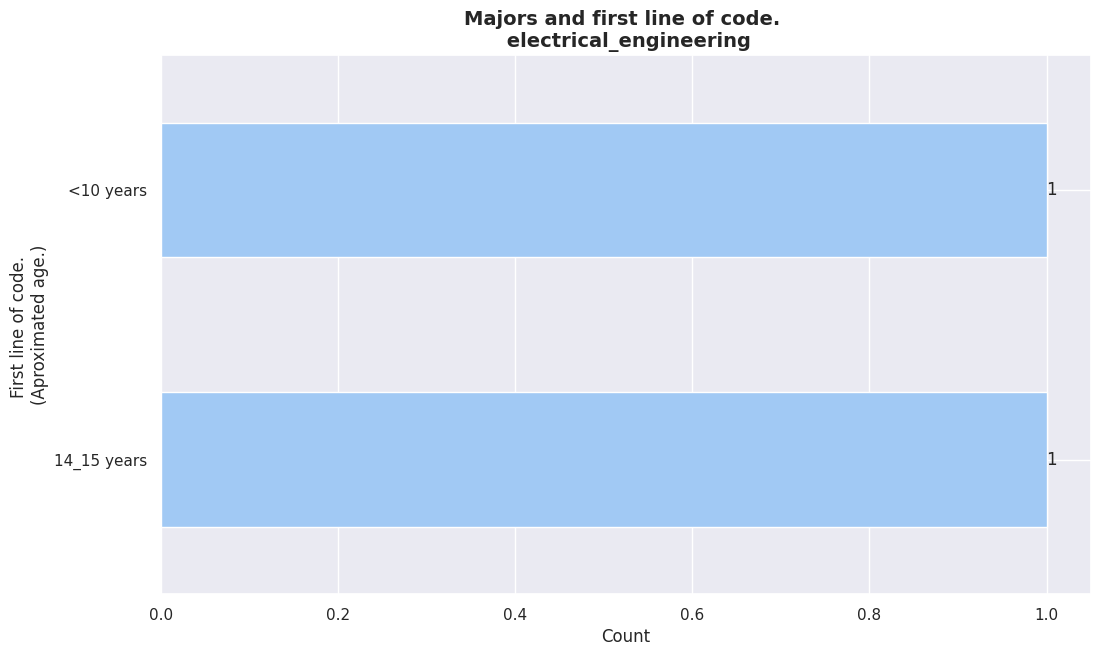 Majors and first line of code.
electrical_engineering
First line of code.
(Aproximated age.)
<10 years
1
14_15 years
1
0.0 0.2 0.4 0.6 0.8 1.0
Count